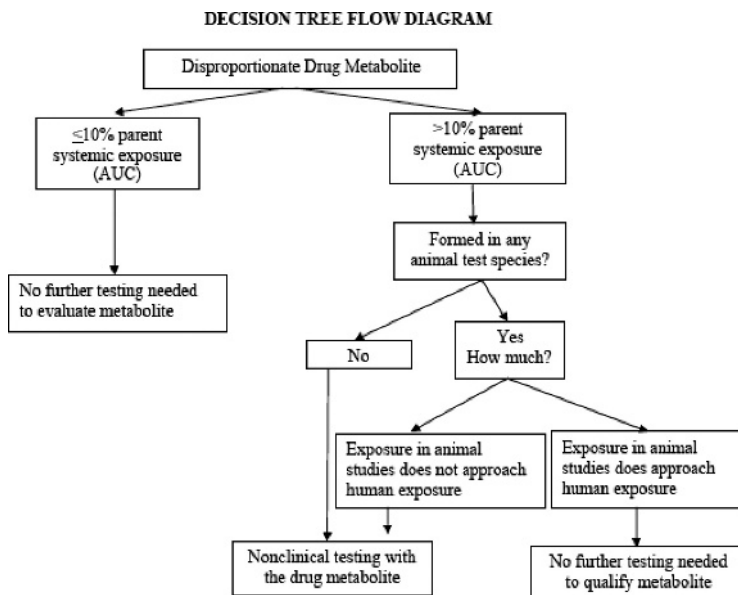 DECISION TREE FLOW DIAGRAM
Disproportionate Drug Metabolite
≤10% parent
systemic exposure
(AUC)
>10% parent
systemic exposure
(AUC)
Formed in any
animal test species?
No further testing needed
to evaluate metabolite
No
Yes
How much?
Exposure in animal
studies does not approach
human exposure
Exposure in animal
studies does approach
human exposure
Nonclinical testing with
the drug metabolite
No further testing needed
to qualify metabolite